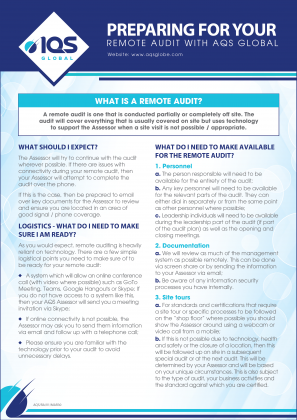 IQS
GLOBAL
PREPARING FOR YOUR
REMOTE AUDIT WITH AQS GLOBAL
Website: www.aqsglobe.com
WHAT IS A REMOTE AUDIT?
A remote audit is one that is conducted partially or completely off site. The
audit will cover everything that is usually covered on site but uses technology
to support the Assessor when a site visit is not possible / appropriate.
WHAT SHOULD I EXPECT?
The Assessor will try to continue with the audit
wherever possible. If there are issues with
connectivity during your remote audit, then
your Assessor will attempt to complete the
audit over the phone.
If this is the case, then be prepared to email
over key documents for the Assessor to review
and ensure you are located in an area of
good signal / phone coverage.
LOGISTICS - WHAT DO I NEED TO MAKE
SURE I AM READY?
As you would expect, remote auditing is heavily
reliant on technology. There are a few simple
logistical points you need to make sure of to
be ready for your remote audit:
◆ A system which will allow an online conference
call (with video where possible) such as GoTo
Meeting, Teams, Google Hangouts or Skype. If
you do not have access to a system like this,
then your AQS Assessor will send you a meeting
invitation via Skype;
◆ If online connectivity is not possible, the
Assessor may ask you to send them information
via email and follow up with a telephone call;
◆ Please ensure you are familiar with the
technology prior to your audit to avoid
unnecessary delays.
WHAT DO I NEED TO MAKE AVAILABLE
FOR THE REMOTE AUDIT?
1. Personnel
a. The person responsible will need to be
available for the entirety of the audit;
b. Any key personnel will need to be available
for the relevant parts of the audit. They can
either dial in separately or from the same point
as other personnel where possible;
c. Leadership individuals will need to be available
during the leadership part of the audit (if part
of the audit plan) as well as the opening and
closing meetings.
2. Documentation
a. We will review as much of the management
system as possible remotely. This can be done
via screen share or by sending the information
to your Assessor via email;
b. Be aware of any information security
processes you have internally.
3. Site tours
a. For standards and certifications that require
a site tour or specific processes to be followed
on the "shop floor" where possible you should
show the Assessor around using a webcam or
video call from a mobile;
b. If this is not possible due to technology, health
and safety or the closure of allocation, then this
will be followed up on site in a subsequent
special audit or at the next audit. This will be
determined by your Assessor and will be based
on your unique circumstances. This is also subject
to the type of audit, your business activities and
the standard against which you are certified.